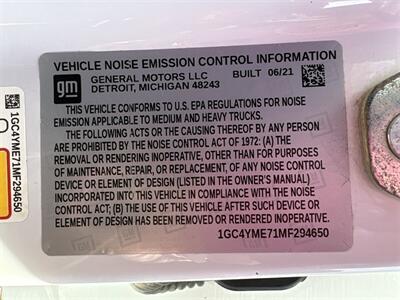 VEHICLE NOISE EMISSION CONTROL INFORMATION
gm
GENERAL MOTORS LLC BUILT 06/21
DETROIT, MICHIGAN 48243
THIS VEHICLE CONFORMS TO U.S. EPA REGULATIONS FOR NOISE
EMISSION APPLICABLE TO MEDIUM AND HEAVY TRUCKS.
THE FOLLOWING ACTS OR THE CAUSING THEREOF BY ANY PERSON
ARE PROHIBITED BY THE NOISE CONTROL ACT OF 1972: (A) THE
REMOVAL OR RENDERING INOPERATIVE, OTHER THAN FOR PURPOSES
OF MAINTENANCE, REPAIR, OR REPLACEMENT, OF ANY NOISE CONTROL
DEVICE OR ELEMENT OF DESIGN (LISTED IN THE OWNER'S MANUAL)
INCORPORATED INTO THIS VEHICLE IN COMPLIANCE WITH THE NOISE
CONTROL ACT; (B) THE USE OF THIS VEHICLE AFTER SUCH DEVICE OR
ELEMENT OF DESIGN HAS BEEN REMOVED OR RENDERED INOPERATIVE.
1GC4YME71MF294650
1GC4YME71MF294650